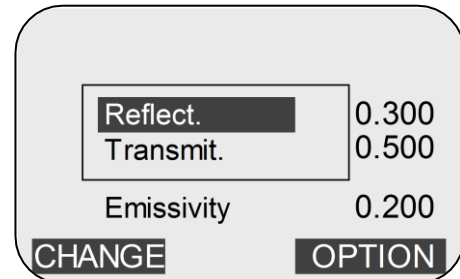 Reflect. 0.300
Transmit. 0.500
Emissivity 0.200
CHANGE OPTION